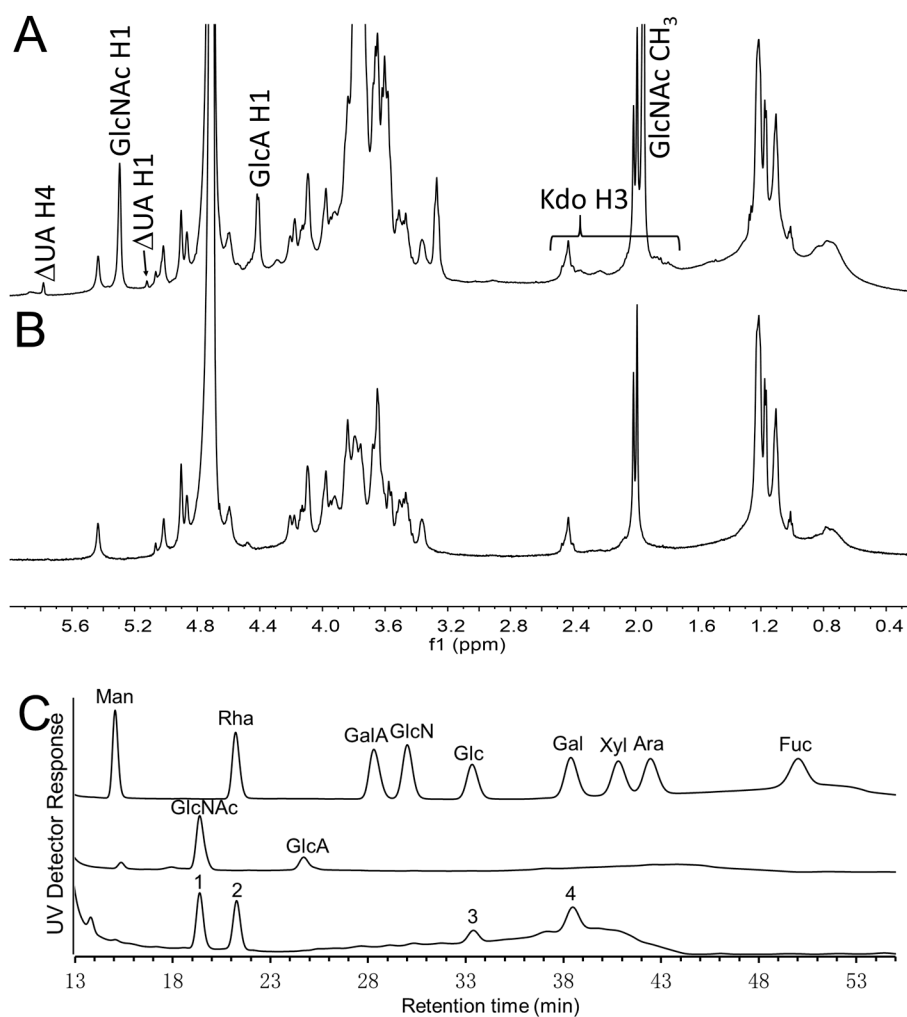 A
ΔUA H4
GlcNAc H1
ΔUA H1
GlcA H1
Kdo H3
GlcNAc CH3
B
5.6 5.2 4.8 4.4 4.0 3.6 3.2 2.8 2.4 2.0 1.6 1.2 0.8 0.4
f1 (ppm)
C
UV Detector Response
Man Rha GalA GlcN Glc Gal Xyl Ara Fuc
GlcNAc GlcA
1 2 3 4
13 18 23 28 33 38 43 48 53
Retention time (min)